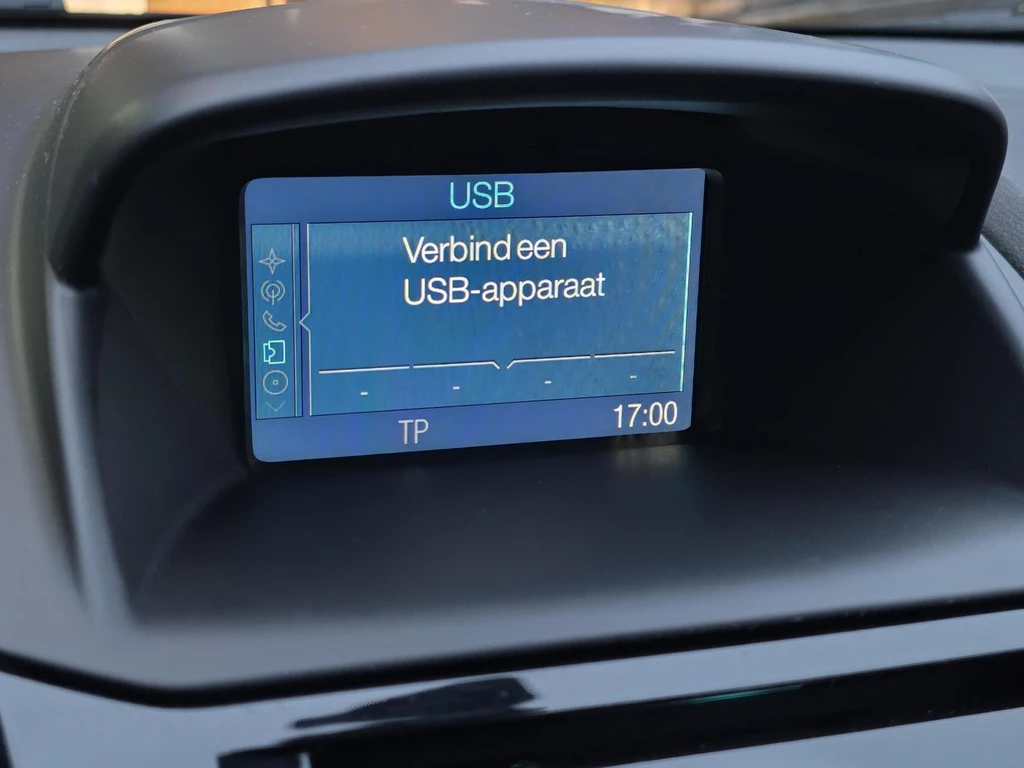 USB
Verbind een
USB-apparaat
- - - -
TP 17:00